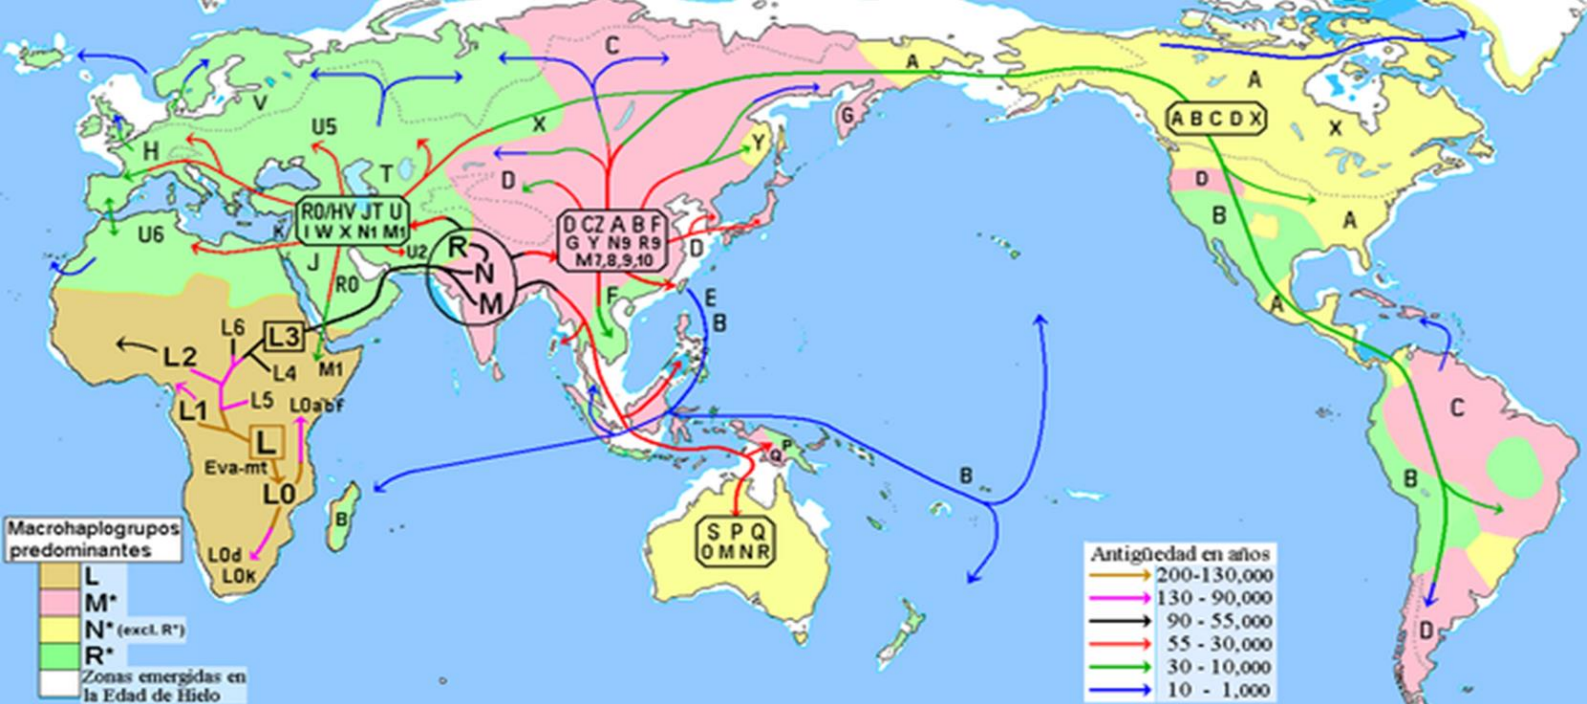 C
A
A
V
G
A B C D X
X
U5
X
H
Y
T
D
D
B
A
R0/HV JT U
I W X N1 M1
D CZ A B F
G Y N9 R9
M7,8,9,10
U6
K
U2
R
D
N
J
R0
M
F
E
B
A
L6
L3
L2
L4
M1
L1
L5
L0abf
C
L
Eva-mt
P
Q
B
B
L0
B
S P Q
O M N R
L0d
L0k
D
Macrohaplogrupos
predominantes
L
M*
N* (excl. R*)
R*
Zonas emergidas en
la Edad de Hielo
Antigüedad en años
200-130,000
130 - 90,000
90 - 55,000
55 - 30,000
30 - 10,000
10 - 1,000